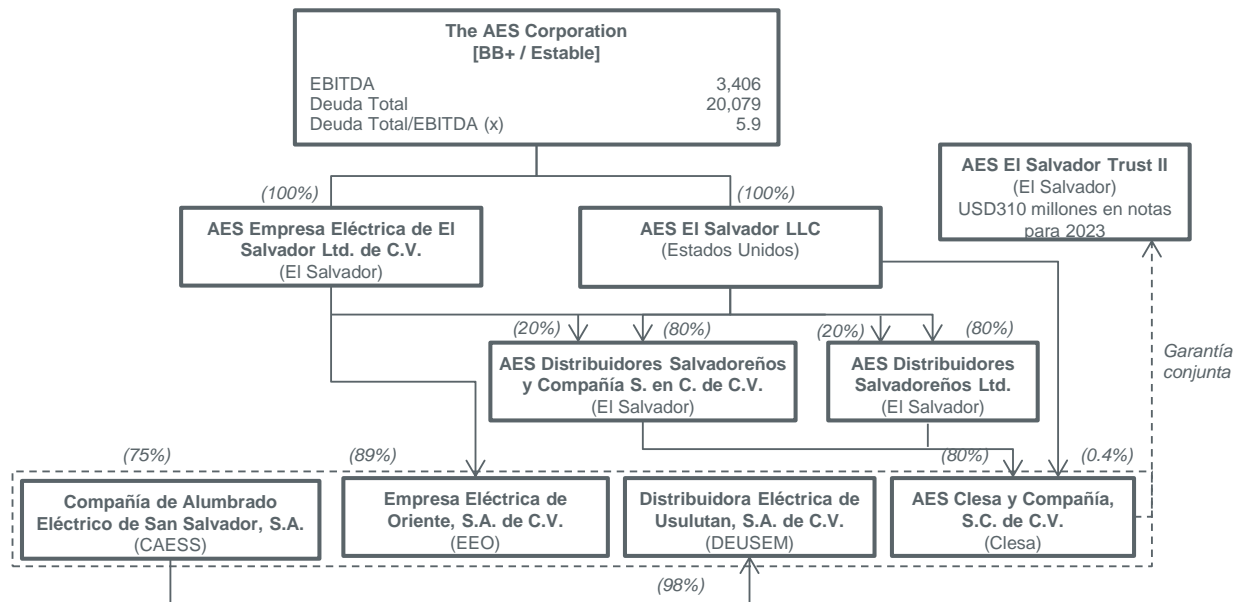 The AES Corporation
[BB+ / Estable]
EBITDA 3,406
Deuda Total 20,079
Deuda Total/EBITDA (x) 5.9
AES El Salvador Trust II
(El Salvador)
USD310 millones en notas
para 2023
(100%)
(100%)
AES Empresa Eléctrica de El
Salvador Ltd. de C.V.
(El Salvador)
AES El Salvador LLC
(Estados Unidos)
(20%)
(80%)
(20%)
(80%)
AES Distribuidores Salvadoreños
y Compañía S. en C. de C.V.
(El Salvador)
AES Distribuidores
Salvadoreños Ltd.
(El Salvador)
Garantía
conjunta
(75%)
(89%)
(80%)
(0.4%)
Compañía de Alumbrado
Eléctrico de San Salvador, S.A.
(CAESS)
Empresa Eléctrica de
Oriente, S.A. de C.V.
(EEO)
Distribuidora Eléctrica de
Usulutan, S.A. de C.V.
(DEUSEM)
AES Clesa y Compañía,
S.C. de C.V.
(Clesa)
(98%)